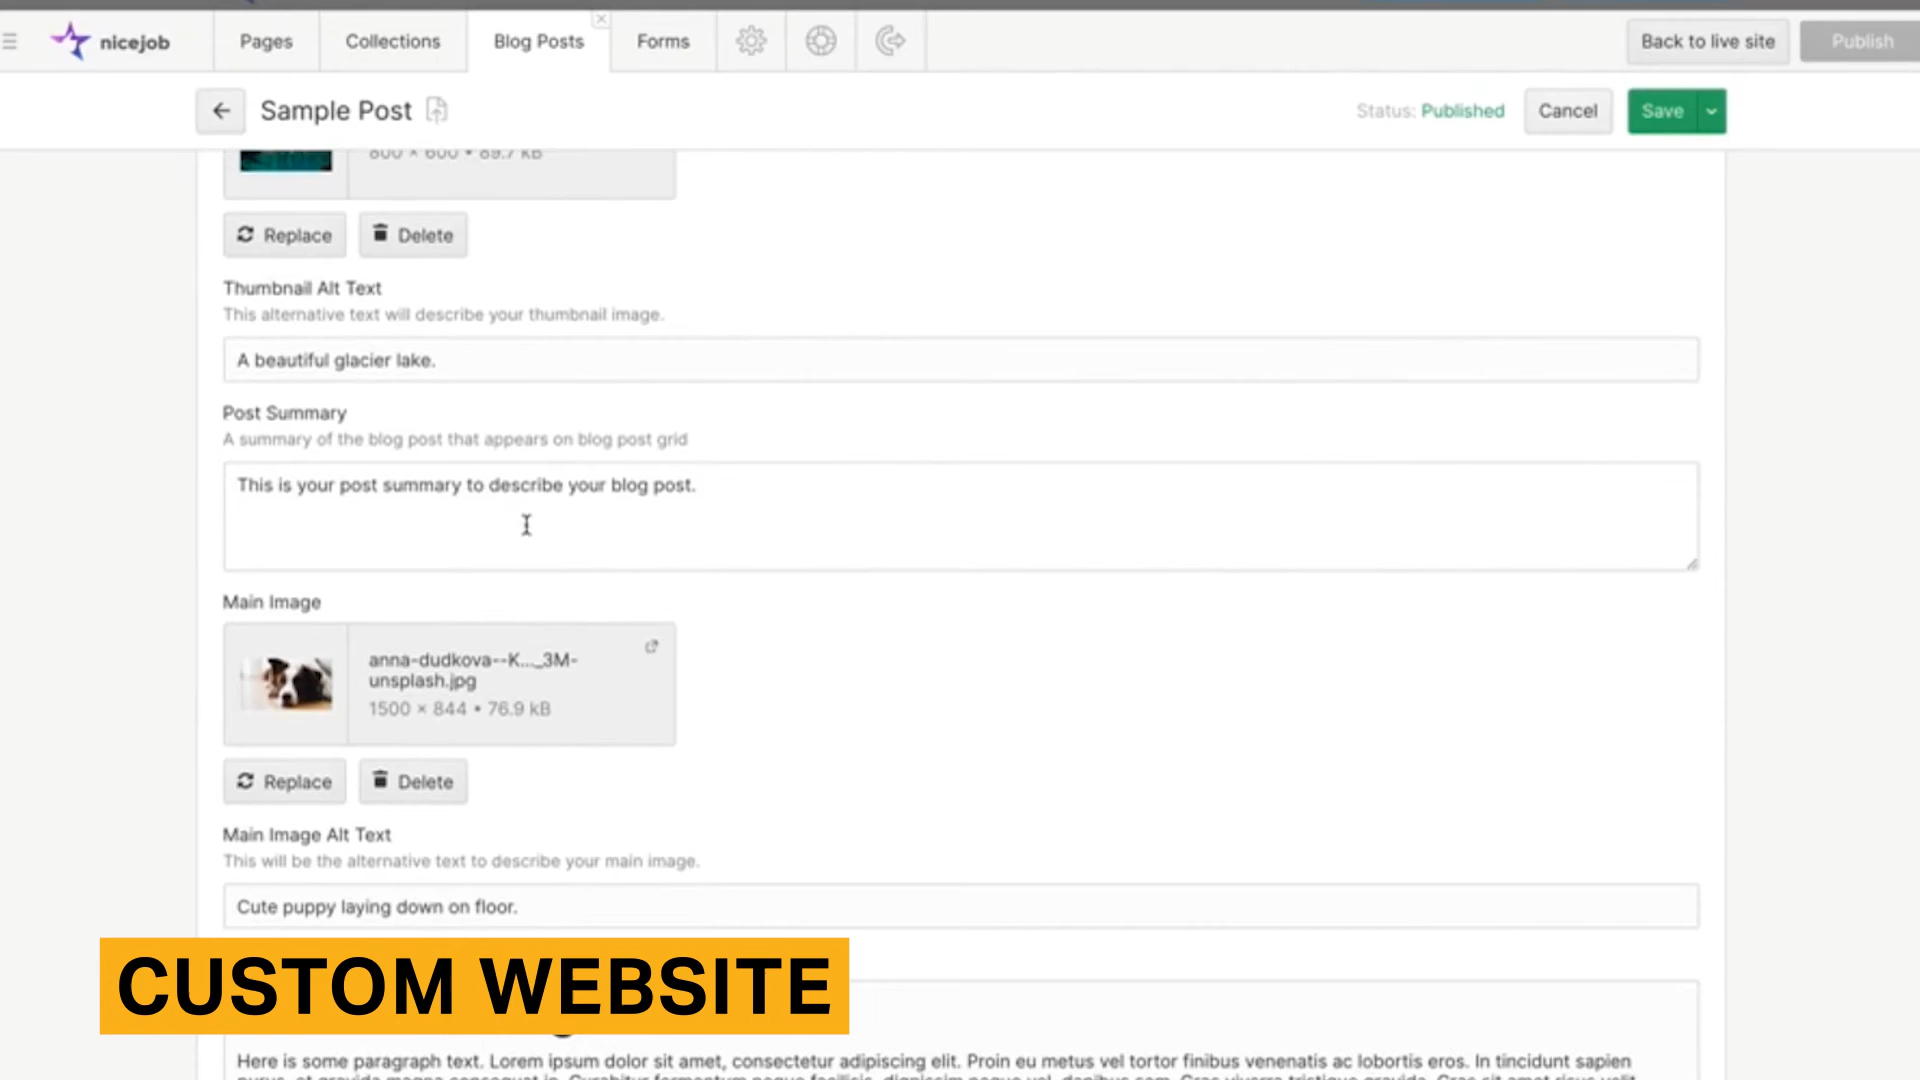 nicejob
Pages
Collections
Blog Posts
Forms
Back to live site
Publish
Sample Post
Status: Published
Cancel
Save
800 × 600 • 89.7 kB
Replace
Delete
Thumbnail Alt Text
This alternative text will describe your thumbnail image.
A beautiful glacier lake.
Post Summary
A summary of the blog post that appears on blog post grid
This is your post summary to describe your blog post.
Main Image
anna-dudkova--K..._3M-
unsplash.jpg
1500 × 844 • 76.9 kB
Replace
Delete
Main Image Alt Text
This will be the alternative text to describe your main image.
Cute puppy laying down on floor.
CUSTOM WEBSITE
Here is some paragraph text. Lorem ipsum dolor sit amet, consectetur adipiscing elit. Proin eu metus vel tortor finibus venenatis ac lobortis eros. In tincidunt sapien